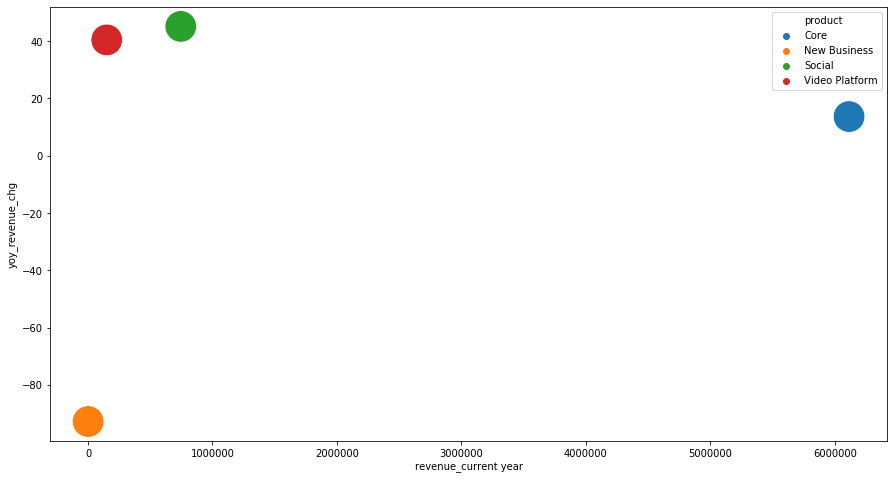 product
Core
New Business
Social
Video Platform
yoy_revenue_chg
40
20
0
−20
−40
−60
−80
0 1000000 2000000 3000000 4000000 5000000 6000000
revenue_current year